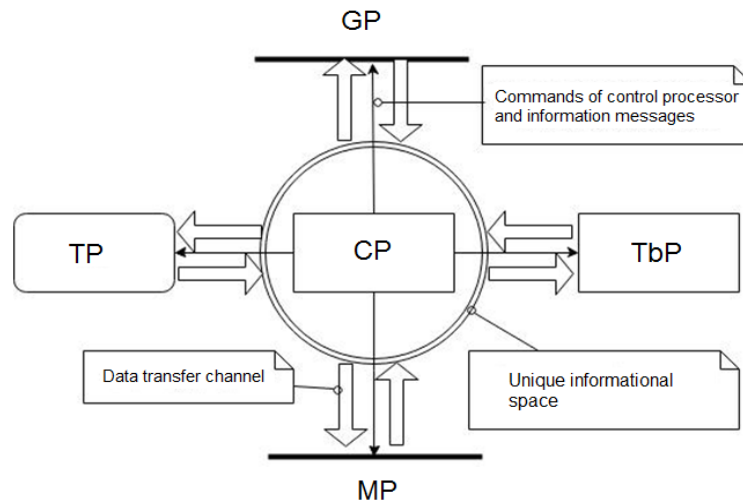 GP
Commands of control processor
and information messages
TP
CP
TbP
Data transfer channel
Unique informational
space
MP